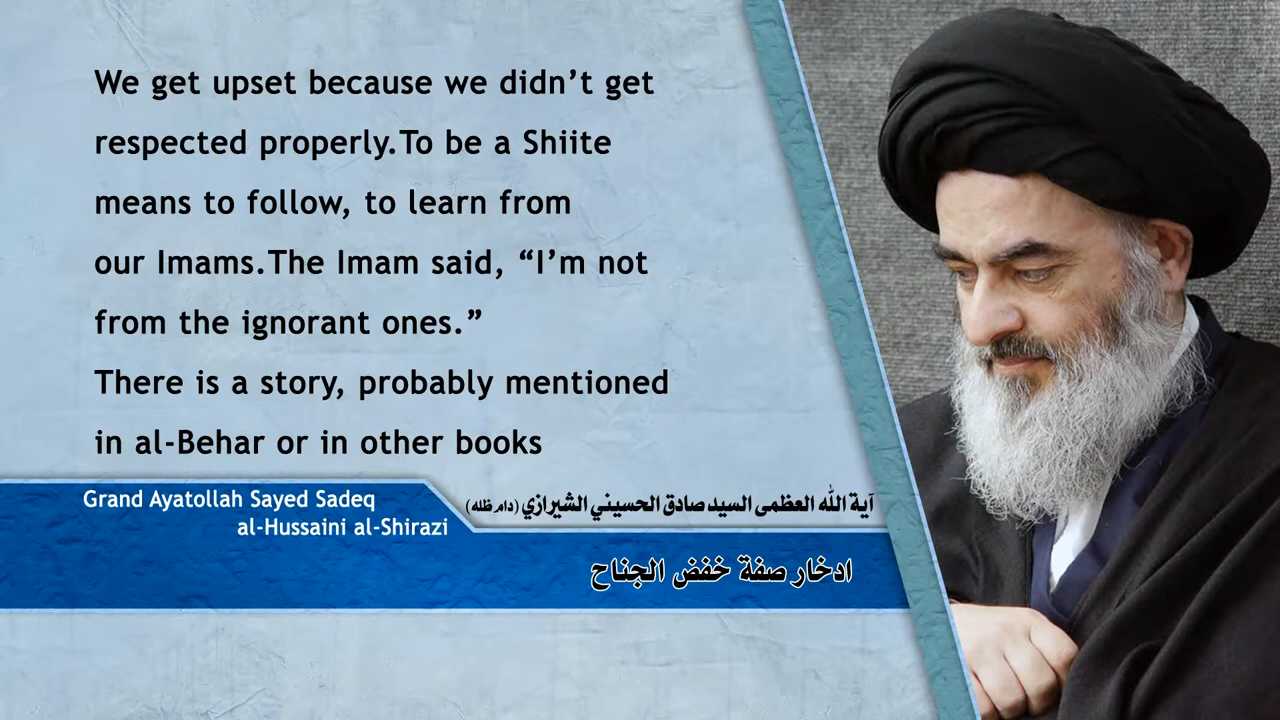 We get upset because we didn’t get
respected properly.To be a Shiite
means to follow, to learn from
our Imams.The Imam said, “I’m not
from the ignorant ones.”
There is a story, probably mentioned
in al-Behar or in other books
Grand Ayatollah Sayed Sadeq
al-Hussaini al-Shirazi
آية الله العظمى السيد صادق الحسيني الشيرازي (دام ظله)
ادخار صفة خفض الجناح